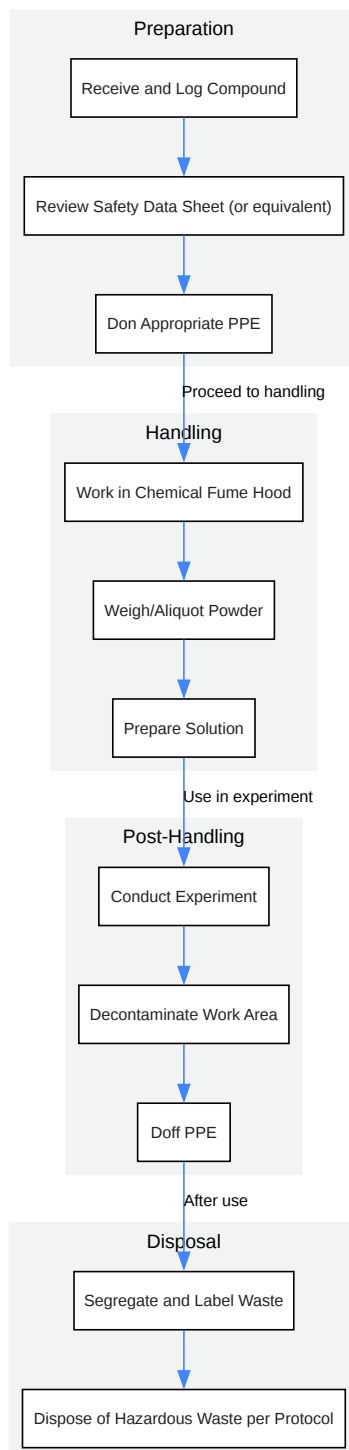 Preparation
Receive and Log Compound
Review Safety Data Sheet (or equivalent)
Don Appropriate PPE
Proceed to handling
Handling
Work in Chemical Fume Hood
Weigh/Aliquot Powder
Prepare Solution
Use in experiment
Post-Handling
Conduct Experiment
Decontaminate Work Area
Doff PPE
After use
Disposal
Segregate and Label Waste
Dispose of Hazardous Waste per Protocol